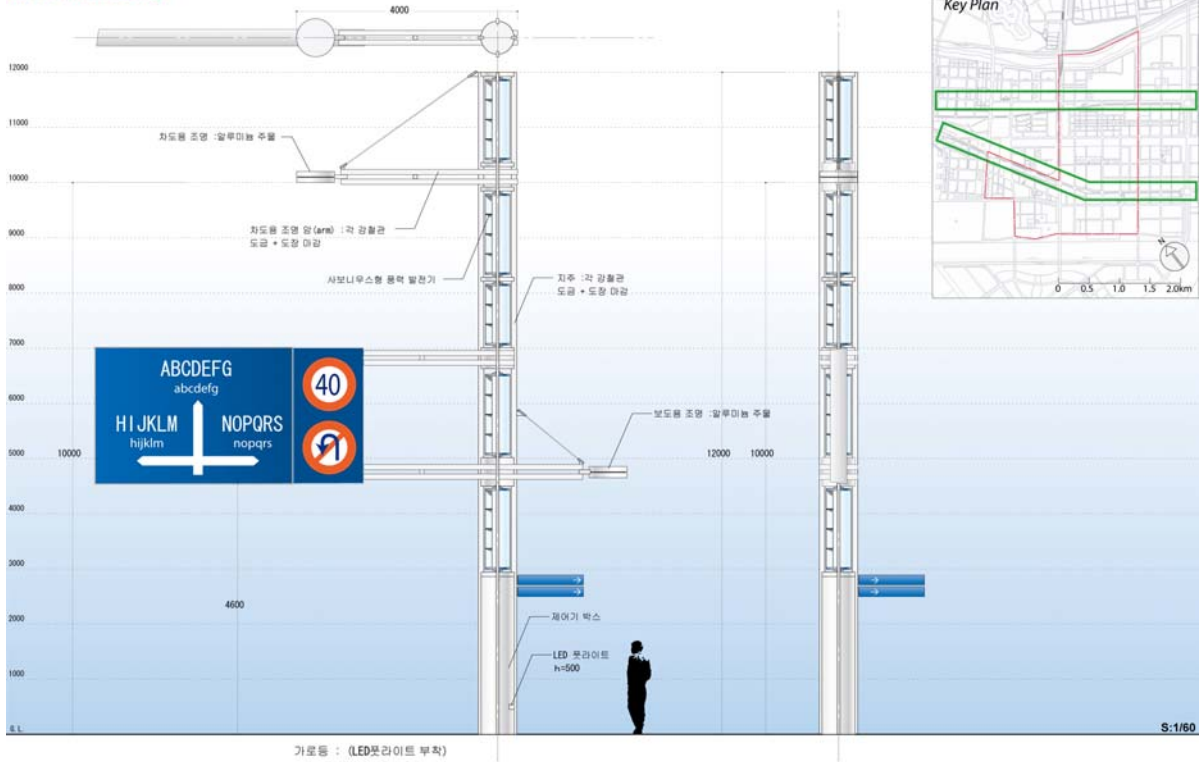 4000
Key Plan
N
0 0.5 1.0 1.5 2.0km
12000
11000
10000
9000
8000
7000
6000
5000
4000
3000
2000
1000
G.L.
차도용 조명 :알루미늄 주물
차도용 조명 암(arm) : 각 강철관
도금 + 도장 마감
사보니우스형 풍력 발전기
지주 :각 강철관
도금 + 도장 마감
ABCDEFG
abcdefg
HIJKLM
hijklm
NOPQRS
nopqrs
40
보도용 조명 :알루미늄 주물
10000
12000
10000
4600
제어기 박스
LED 풋라이트
h=500
S:1/60
가로등 : (LED풋라이트 부착)